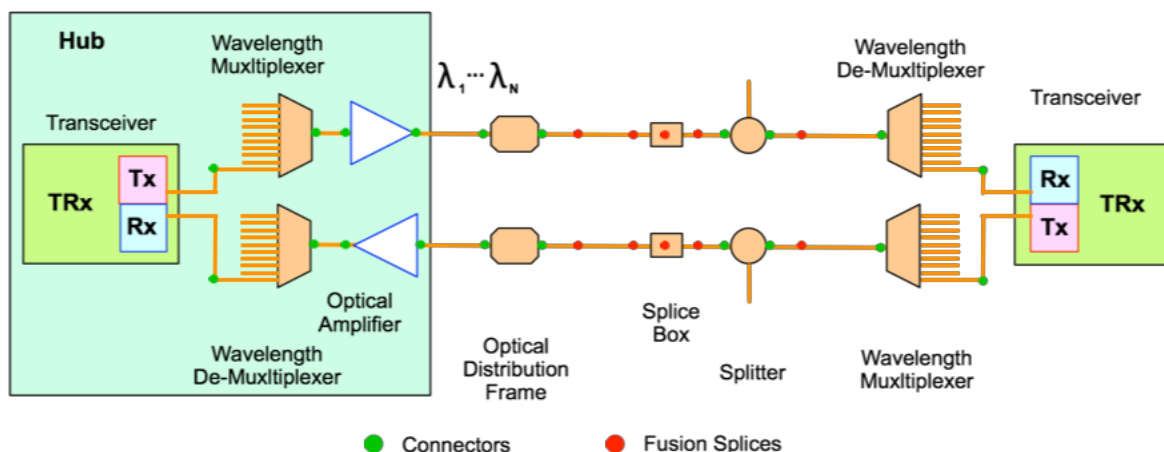 Hub
Wavelength
Muxltiplexer
λ₁...λN
Wavelength
De-Muxltiplexer
Transceiver
Transceiver
Tx
TRx
Rx
Rx
TRx
Tx
Optical
Amplifier
Wavelength
De-Muxltiplexer
Optical
Distribution
Frame
Splice
Box
Splitter
Wavelength
Muxltiplexer
Connectors
Fusion Splices